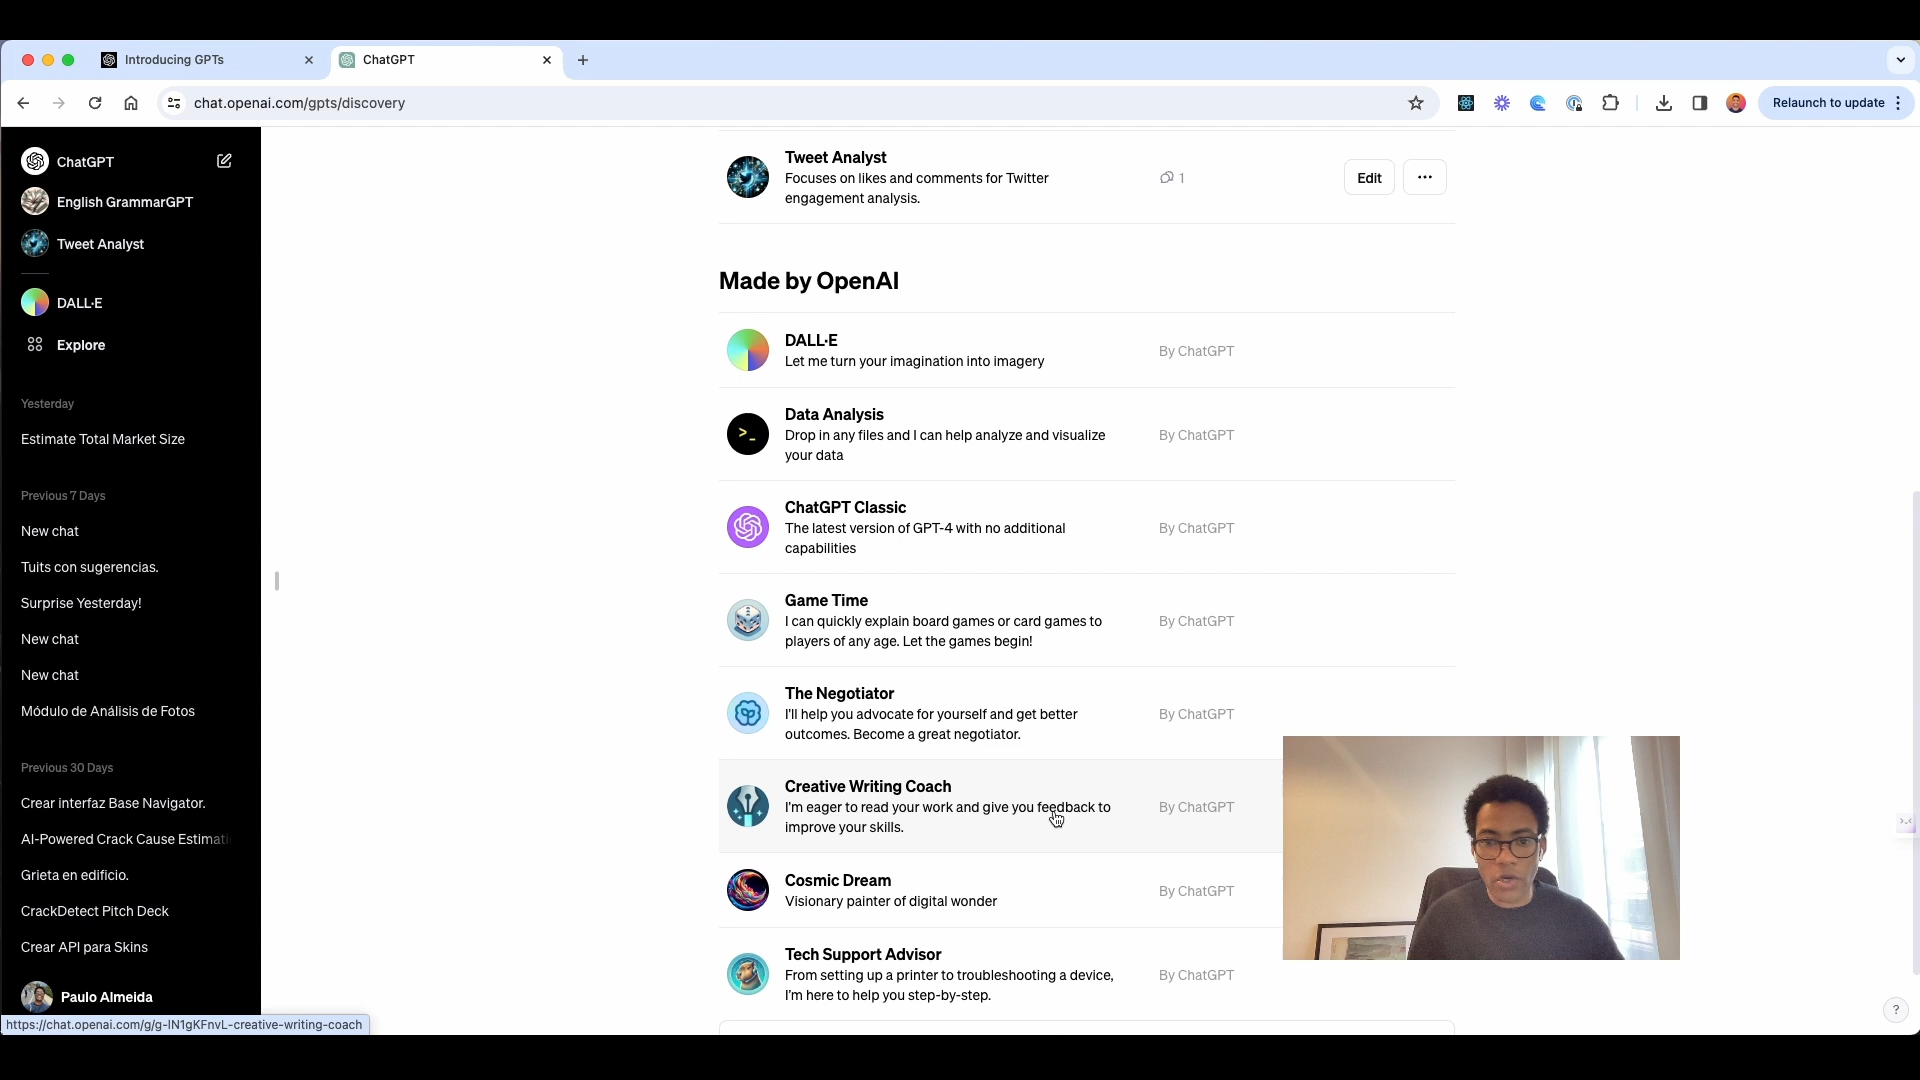 Introducing GPTs
ChatGPT
chat.openai.com/gpts/discovery
Relaunch to update
ChatGPT
English GrammarGPT
Tweet Analyst
DALL·E
Explore
Yesterday
Estimate Total Market Size
Previous 7 Days
New chat
Tuits con sugerencias.
Surprise Yesterday!
New chat
New chat
Módulo de Análisis de Fotos
Previous 30 Days
Crear interfaz Base Navigator.
AI-Powered Crack Cause Estimati
Grieta en edificio.
CrackDetect Pitch Deck
Crear API para Skins
Paulo Almeida
https://chat.openai.com/g/g-lN1gKFnvL-creative-writing-coach
Tweet Analyst
Focuses on likes and comments for Twitter
engagement analysis.
1
Edit
Made by OpenAI
DALL·E
Let me turn your imagination into imagery
By ChatGPT
Data Analysis
Drop in any files and I can help analyze and visualize
your data
By ChatGPT
ChatGPT Classic
The latest version of GPT-4 with no additional
capabilities
By ChatGPT
Game Time
I can quickly explain board games or card games to
players of any age. Let the games begin!
By ChatGPT
The Negotiator
I'll help you advocate for yourself and get better
outcomes. Become a great negotiator.
By ChatGPT
Creative Writing Coach
I'm eager to read your work and give you feedback to
improve your skills.
By ChatGPT
Cosmic Dream
Visionary painter of digital wonder
By ChatGPT
Tech Support Advisor
From setting up a printer to troubleshooting a device,
I'm here to help you step-by-step.
By ChatGPT
?